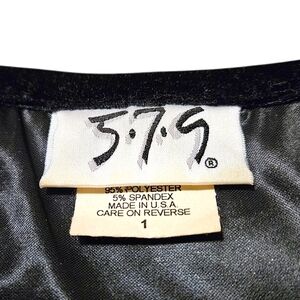 5·7·9
®
95% POLYESTER
5% SPANDEX
MADE IN U.S.A.
CARE ON REVERSE
1